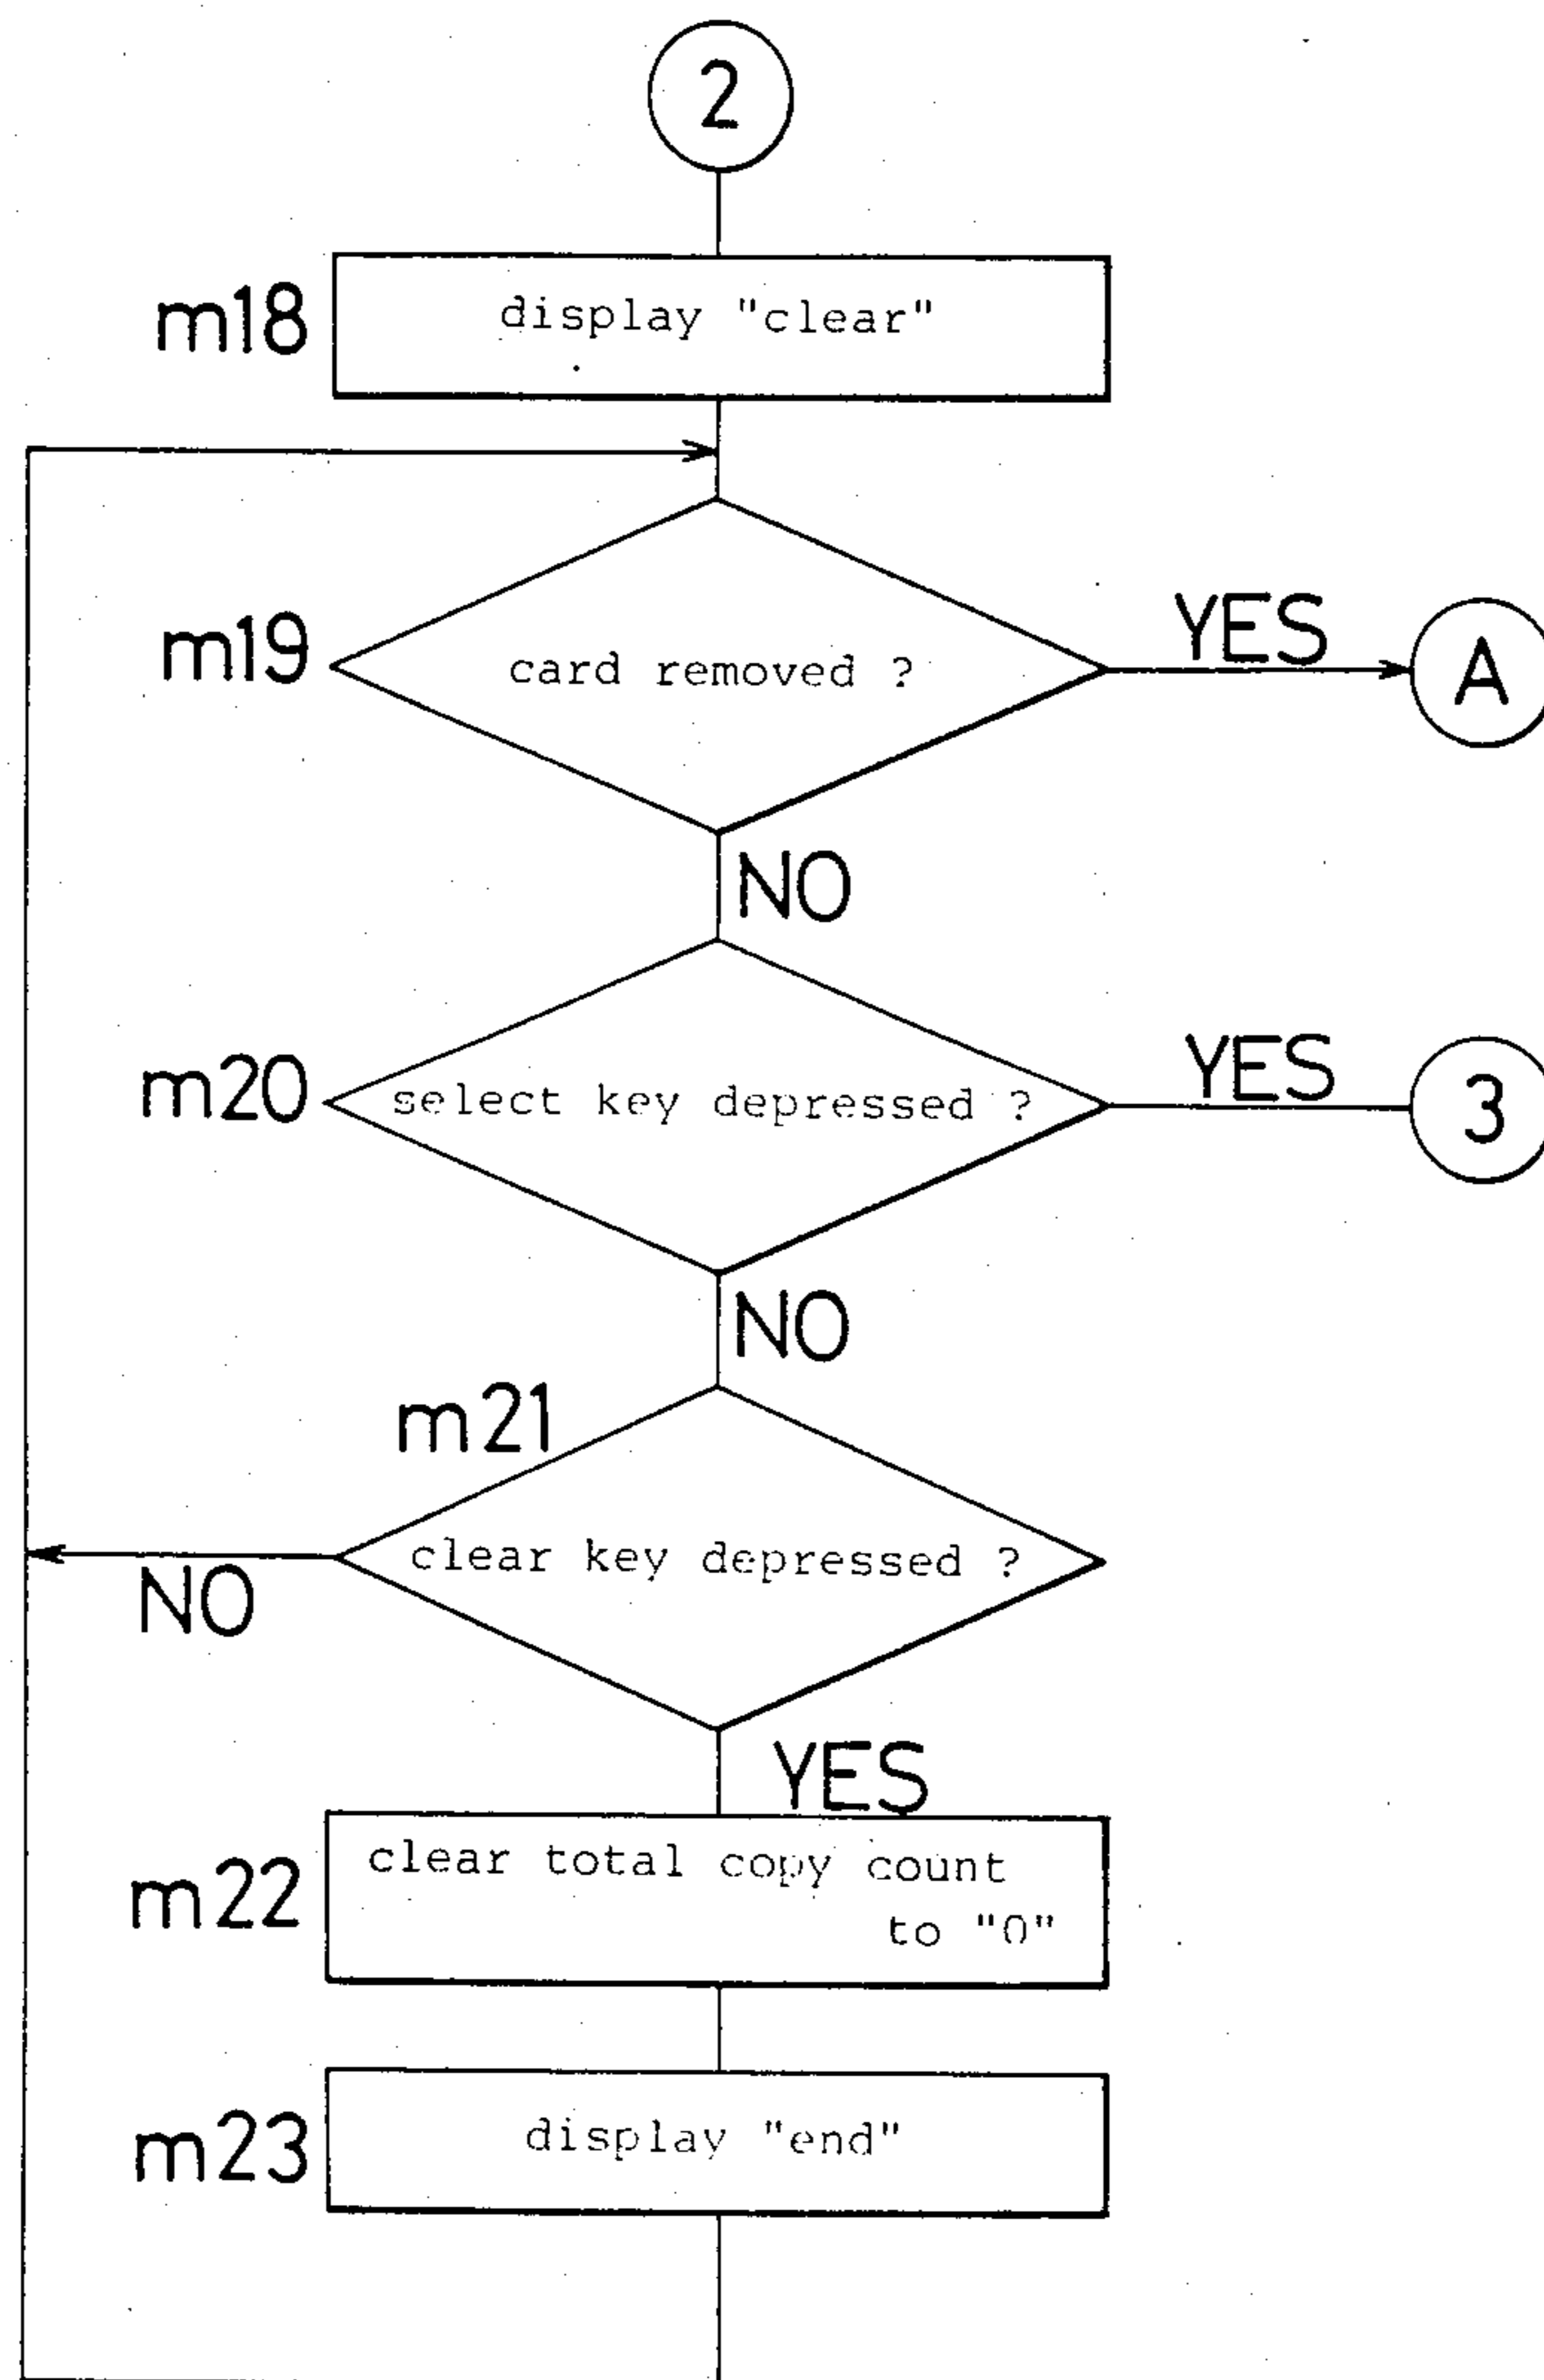 2
m18
display "clear"
m19
card removed ?
YES
A
NO
m20
select key depressed ?
YES
3
NO
m21
clear key depressed ?
NO
YES
m22
clear total copy count
to "0"
m23
display "end"